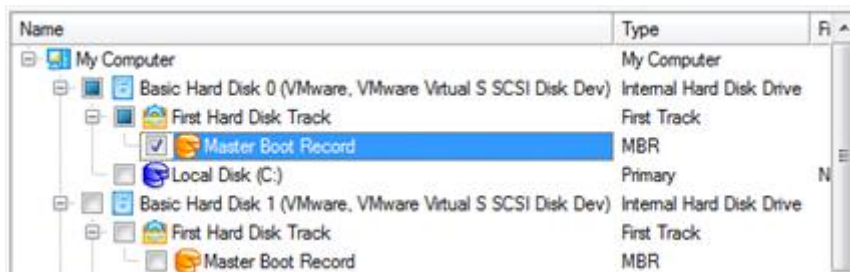 Name Type Fi
My Computer My Computer
Basic Hard Disk 0 (VMware, VMware Virtual S SCSI Disk Dev) Internal Hard Disk Drive
First Hard Disk Track First Track
Master Boot Record MBR
Local Disk (C:) Primary N
Basic Hard Disk 1 (VMware, VMware Virtual S SCSI Disk Dev) Internal Hard Disk Drive
First Hard Disk Track First Track
Master Boot Record MBR